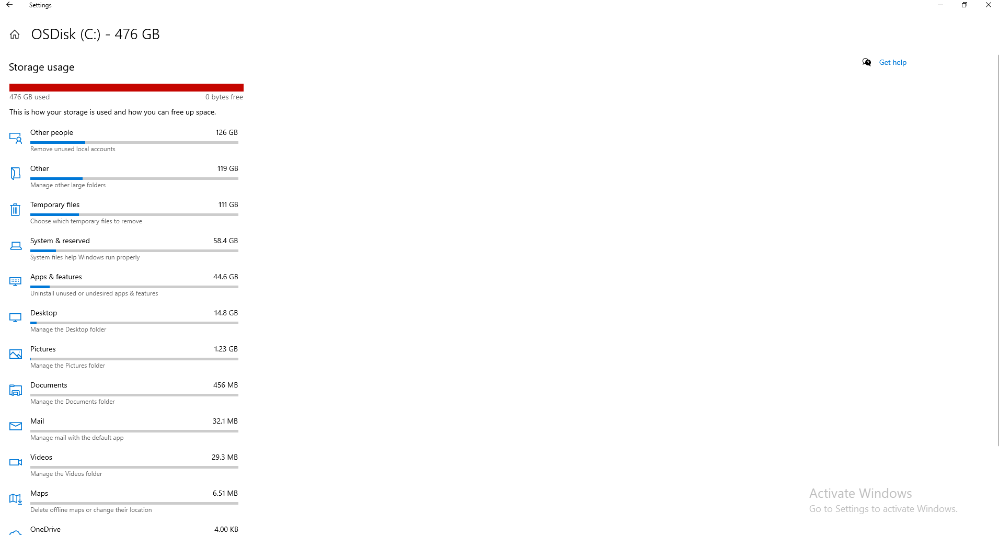 Settings
OSDisk (C:) - 476 GB
Get help
Storage usage
476 GB used 0 bytes free
This is how your storage is used and how you can free up space.
Other people 126 GB
Remove unused local accounts
Other 119 GB
Manage other large folders
Temporary files 111 GB
Choose which temporary files to remove
System & reserved 58.4 GB
System files help Windows run properly
Apps & features 44.6 GB
Uninstall unused or undesired apps & features
Desktop 14.8 GB
Manage the Desktop folder
Pictures 1.23 GB
Manage the Pictures folder
Documents 456 MB
Manage the Documents folder
Mail 32.1 MB
Manage mail with the default app
Videos 29.3 MB
Manage the Videos folder
Maps 6.51 MB
Delete offline maps or change their location
OneDrive 4.00 KB
Activate Windows
Go to Settings to activate Windows.